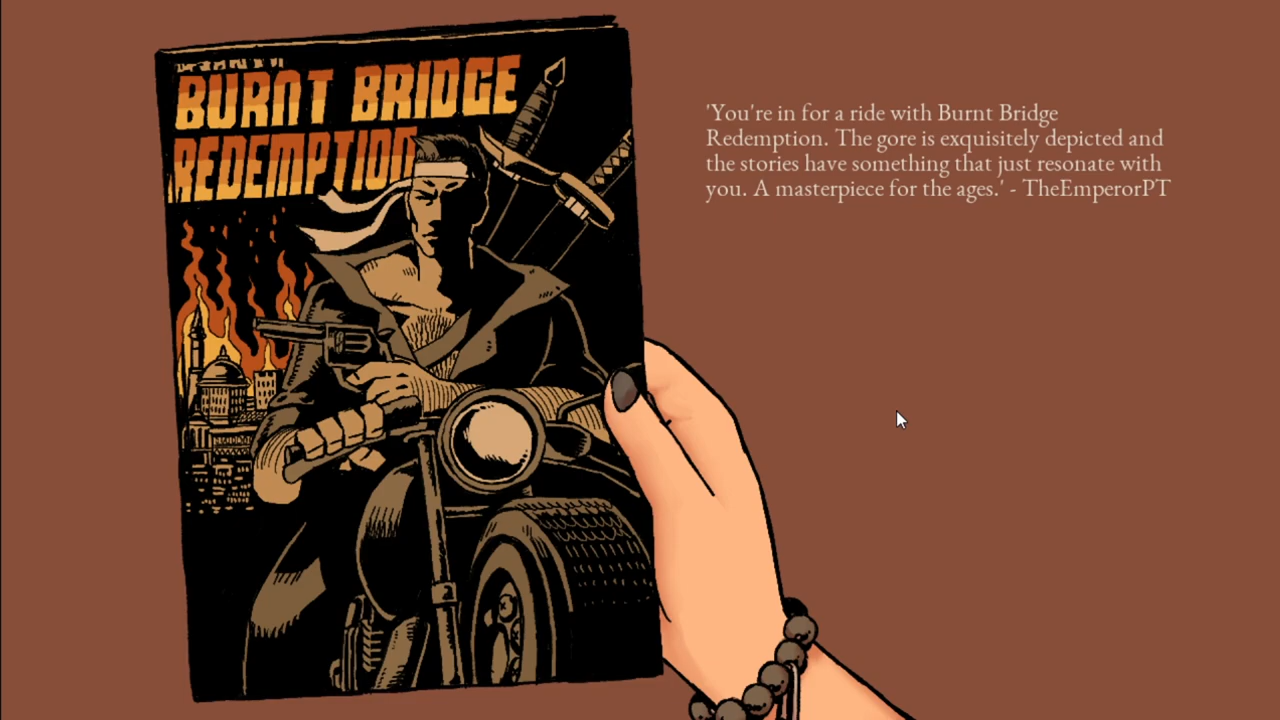 BURNT BRIDGE
REDEMPTION
'You're in for a ride with Burnt Bridge
Redemption. The gore is exquisitely depicted and
the stories have something that just resonate with
you. A masterpiece for the ages.' - TheEmperorPT